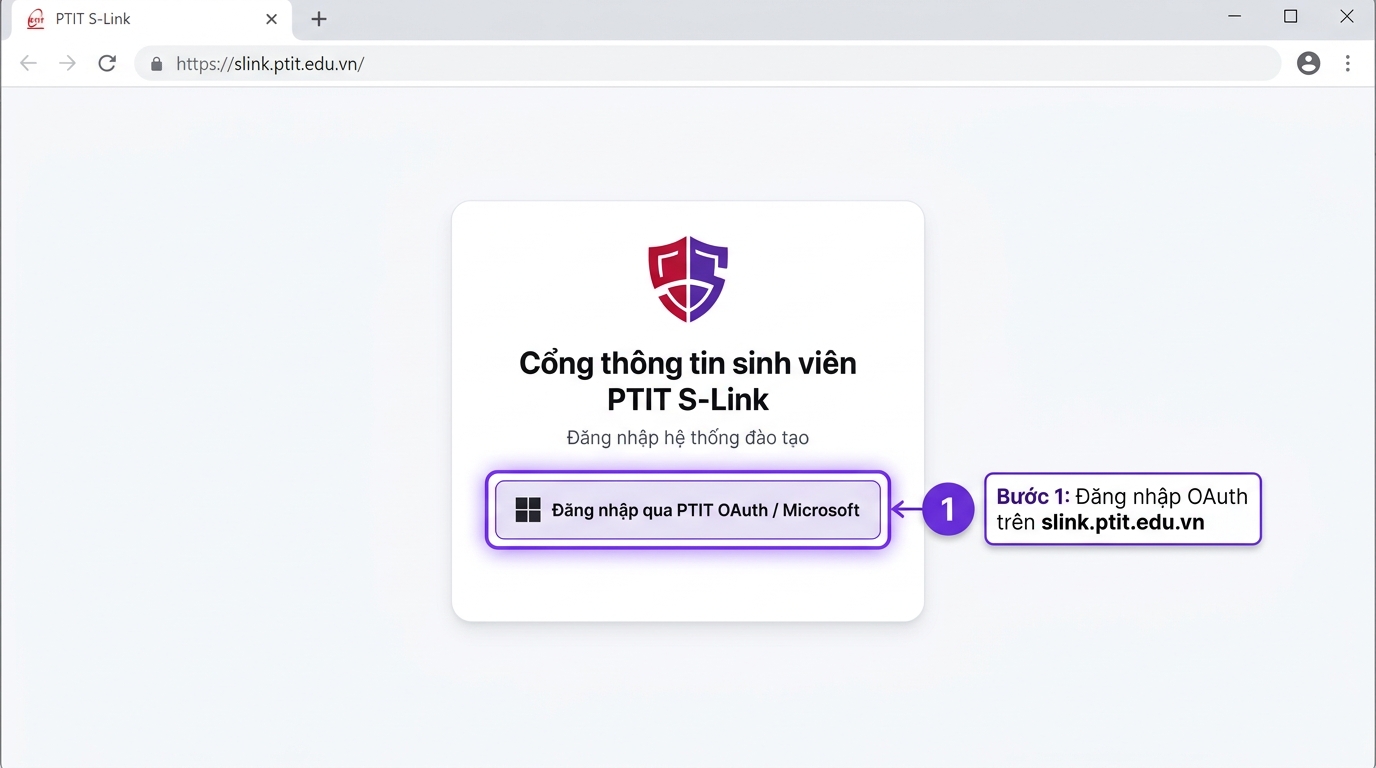 PTIT S-Link
https://slink.ptit.edu.vn/
Cổng thông tin sinh viên
PTIT S-Link
Đăng nhập hệ thống đào tạo
Đăng nhập qua PTIT OAuth / Microsoft
1
Bước 1: Đăng nhập OAuth
trên slink.ptit.edu.vn